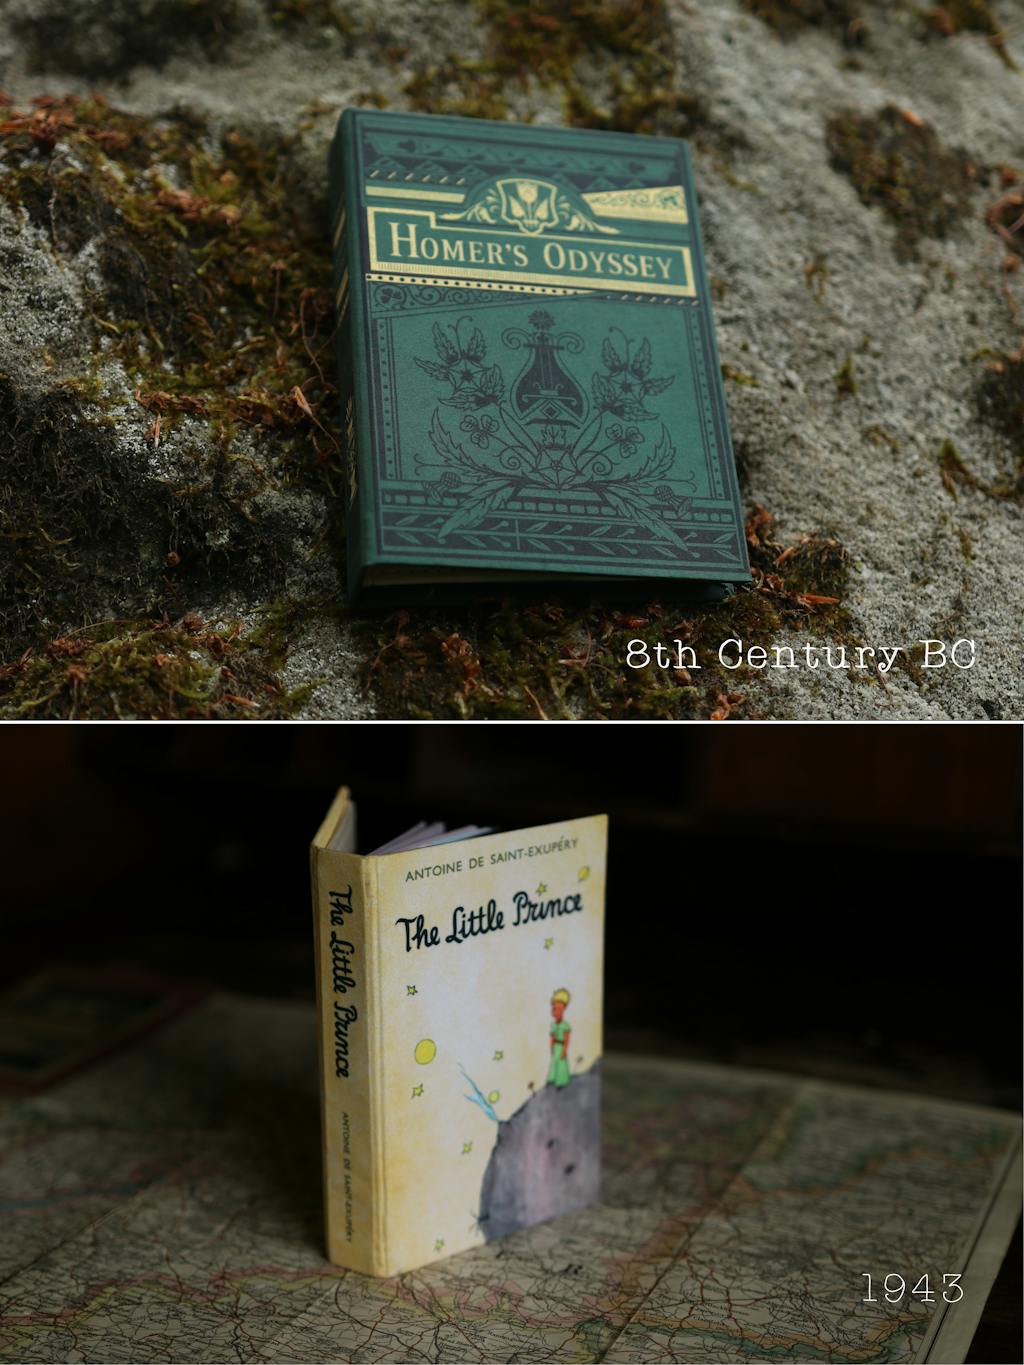 HOMER'S ODYSSEY
8th Century BC
ANTOINE DE SAINT-EXUPÉRY
The Little Prince
The Little Prince
ANTOINE DE SAINT-EXUPÉRY
1943